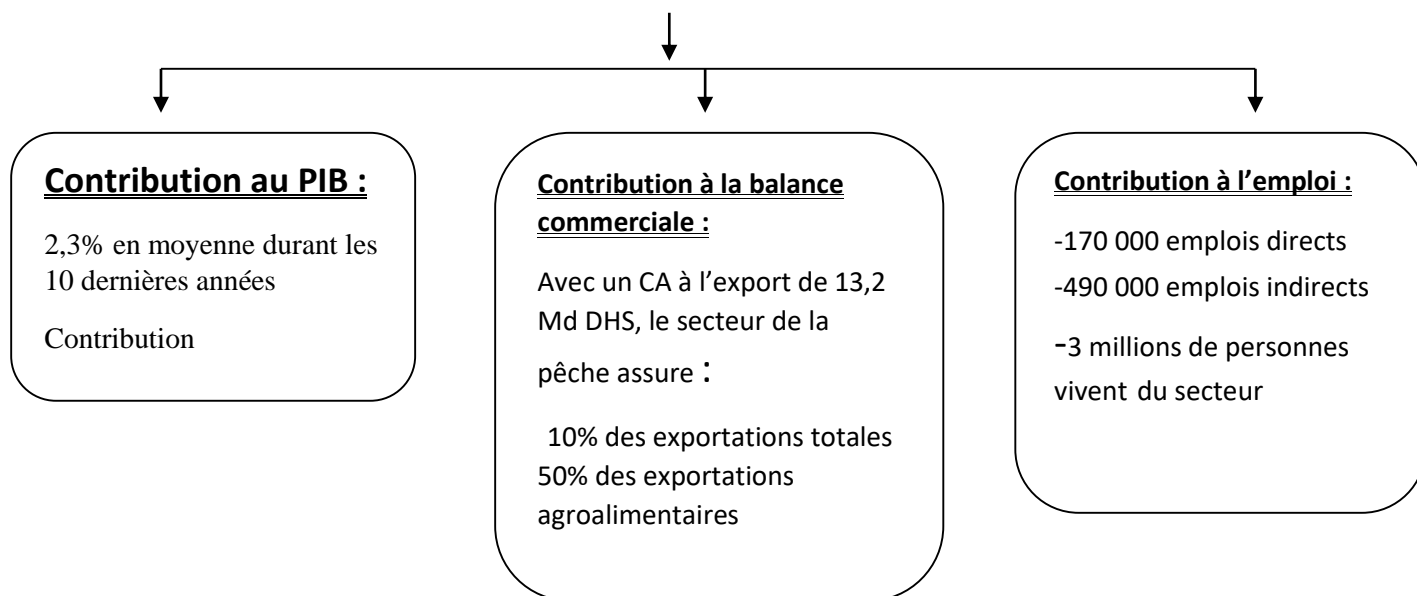 Contribution au PIB :
2,3% en moyenne durant les
10 dernières années
Contribution
Contribution à la balance
commerciale :
Avec un CA à l’export de 13,2
Md DHS, le secteur de la
pêche assure :
10% des exportations totales
50% des exportations
agroalimentaires
Contribution à l’emploi :
-170 000 emplois directs
-490 000 emplois indirects
-3 millions de personnes
vivent du secteur